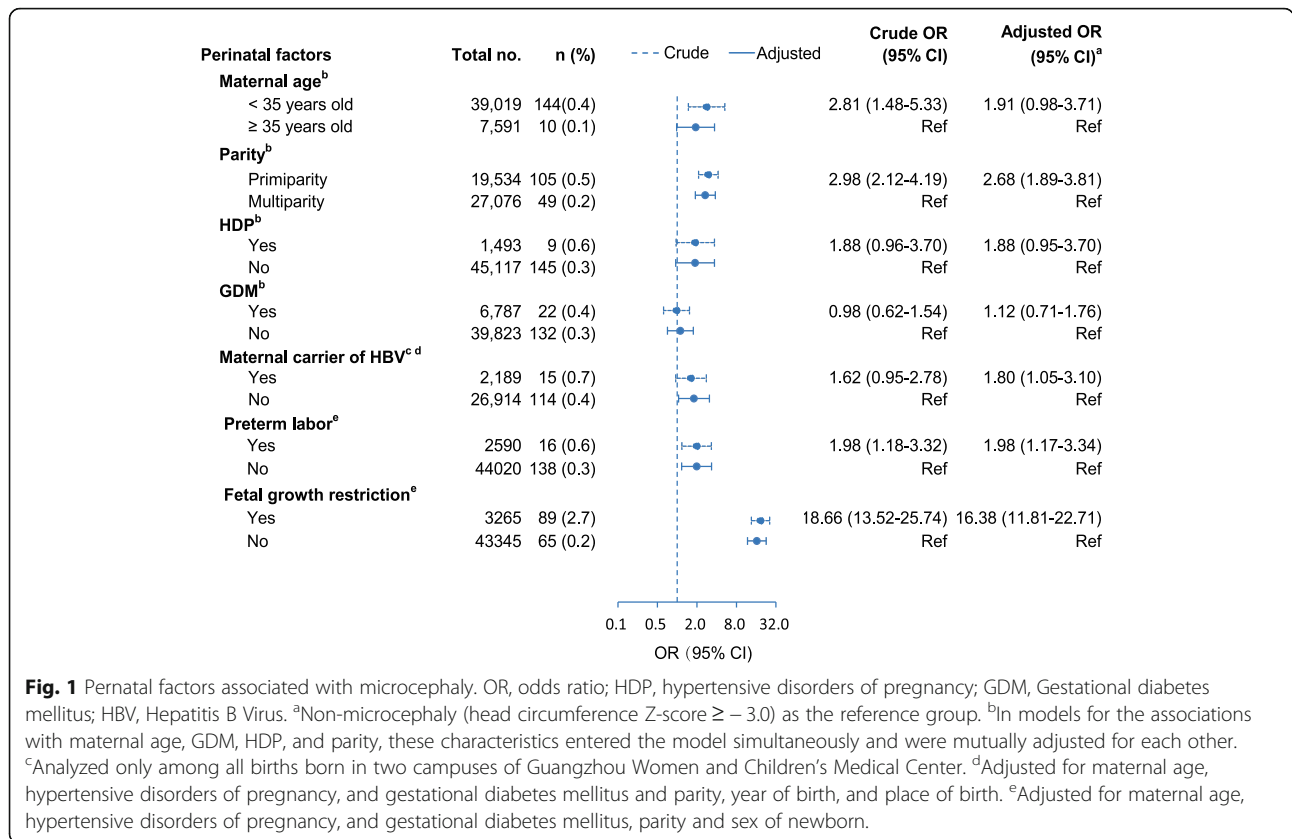 Perinatal factors Total no. n (%) Crude Adjusted Crude OR (95% CI) Adjusted OR (95% CI)ᵃ
Maternal ageᵇ
< 35 years old 39,019 144(0.4) 2.81 (1.48-5.33) 1.91 (0.98-3.71)
≥ 35 years old 7,591 10 (0.1) Ref Ref
Parityᵇ
Primiparity 19,534 105 (0.5) 2.98 (2.12-4.19) 2.68 (1.89-3.81)
Multiparity 27,076 49 (0.2) Ref Ref
HDPᵇ
Yes 1,493 9 (0.6) 1.88 (0.96-3.70) 1.88 (0.95-3.70)
No 45,117 145 (0.3) Ref Ref
GDMᵇ
Yes 6,787 22 (0.4) 0.98 (0.62-1.54) 1.12 (0.71-1.76)
No 39,823 132 (0.3) Ref Ref
Maternal carrier of HBVᶜ ᵈ
Yes 2,189 15 (0.7) 1.62 (0.95-2.78) 1.80 (1.05-3.10)
No 26,914 114 (0.4) Ref Ref
Preterm laborᵉ
Yes 2590 16 (0.6) 1.98 (1.18-3.32) 1.98 (1.17-3.34)
No 44020 138 (0.3) Ref Ref
Fetal growth restrictionᵉ
Yes 3265 89 (2.7) 18.66 (13.52-25.74) 16.38 (11.81-22.71)
No 43345 65 (0.2) Ref Ref
0.1 0.5 2.0 8.0 32.0
OR (95% CI)
Fig. 1 Pernatal factors associated with microcephaly. OR, odds ratio; HDP, hypertensive disorders of pregnancy; GDM, Gestational diabetes
mellitus; HBV, Hepatitis B Virus. ᵃNon-microcephaly (head circumference Z-score ≥ − 3.0) as the reference group. ᵇIn models for the associations
with maternal age, GDM, HDP, and parity, these characteristics entered the model simultaneously and were mutually adjusted for each other.
ᶜAnalyzed only among all births born in two campuses of Guangzhou Women and Children's Medical Center. ᵈAdjusted for maternal age,
hypertensive disorders of pregnancy, and gestational diabetes mellitus and parity, year of birth, and place of birth. ᵉAdjusted for maternal age,
hypertensive disorders of pregnancy, and gestational diabetes mellitus, parity and sex of newborn.